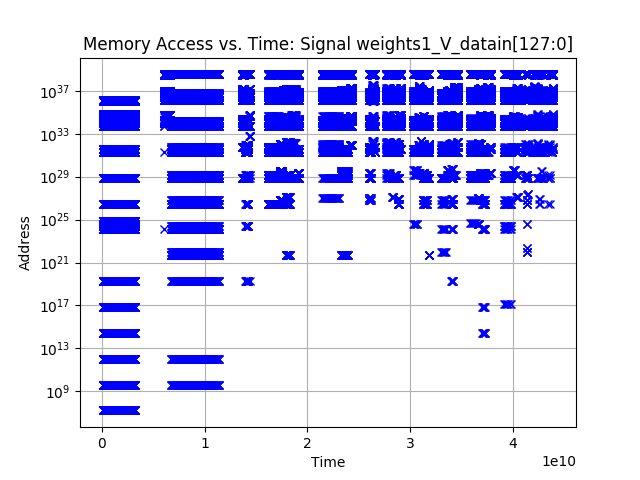 Memory Access vs. Time: Signal weights1_V_datain[127:0]
10^37
10^33
10^29
10^25
10^21
10^17
10^13
10^9
Address
0 1 2 3 4
1e10
Time